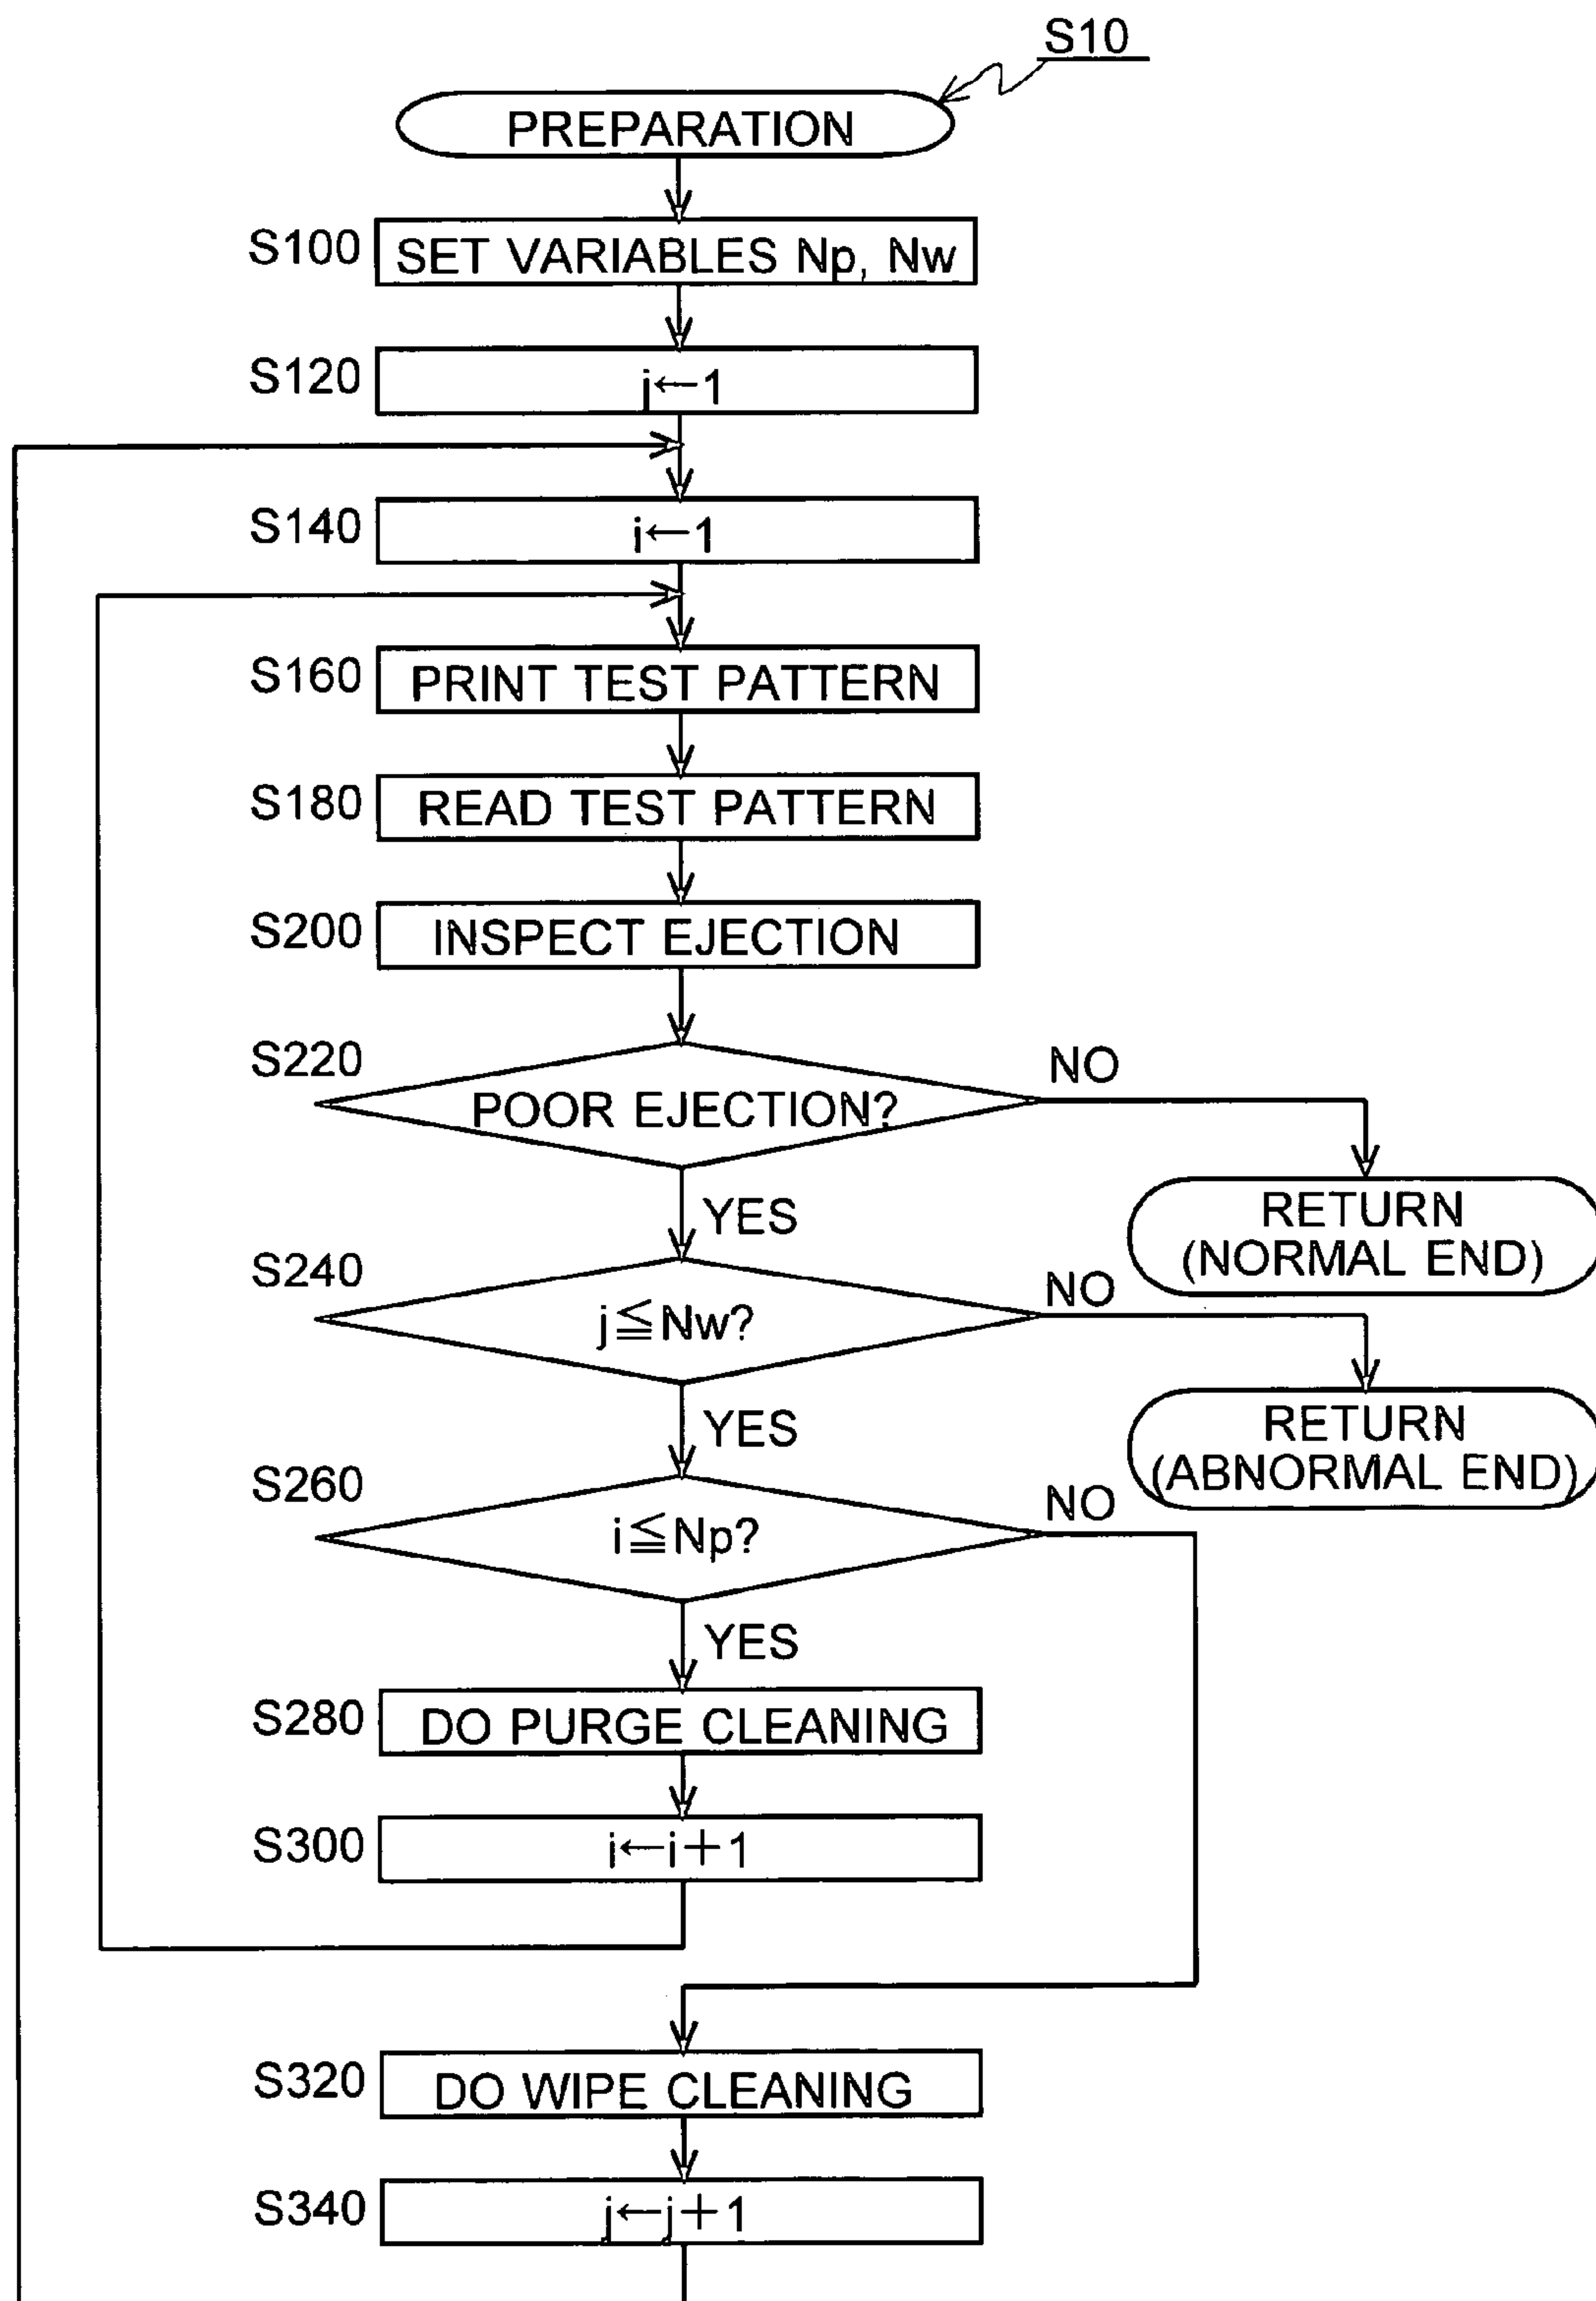 S10
PREPARATION
S100
SET VARIABLES Np, Nw
S120
j←1
S140
i←1
S160
PRINT TEST PATTERN
S180
READ TEST PATTERN
S200
INSPECT EJECTION
S220
POOR EJECTION?
NO
YES
RETURN
(NORMAL END)
S240
j≦Nw?
NO
YES
RETURN
(ABNORMAL END)
S260
i≦Np?
NO
YES
S280
DO PURGE CLEANING
S300
i←i+1
S320
DO WIPE CLEANING
S340
j←j+1